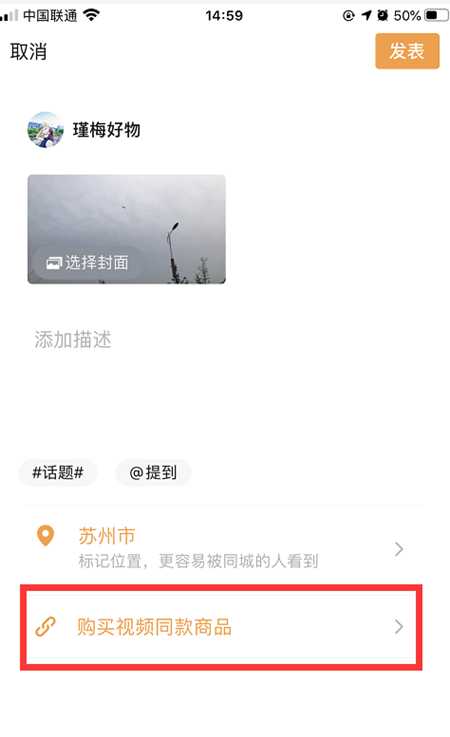 中国联通
14:59
50%
取消
发表
瑾梅好物
选择封面
添加描述
#话题#
@提到
苏州市
标记位置，更容易被同城的人看到
购买视频同款商品